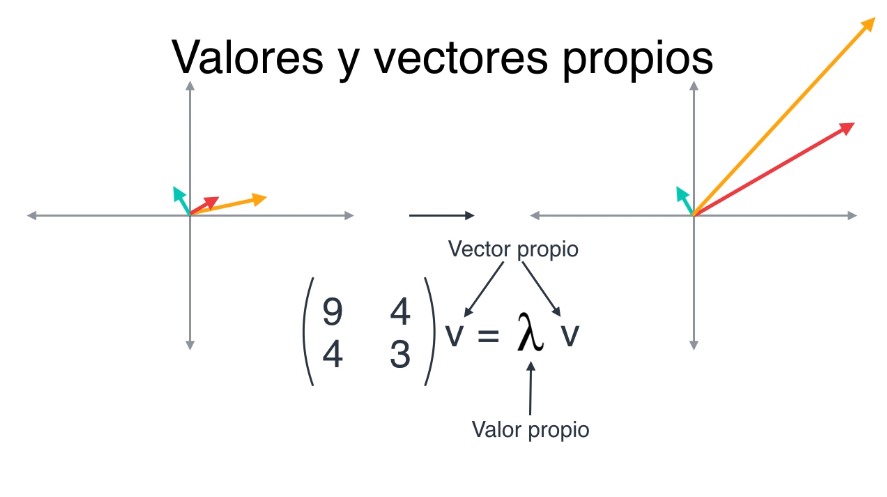 Valores y vectores propios
Vector propio
9 4
4 3
v = λ v
Valor propio